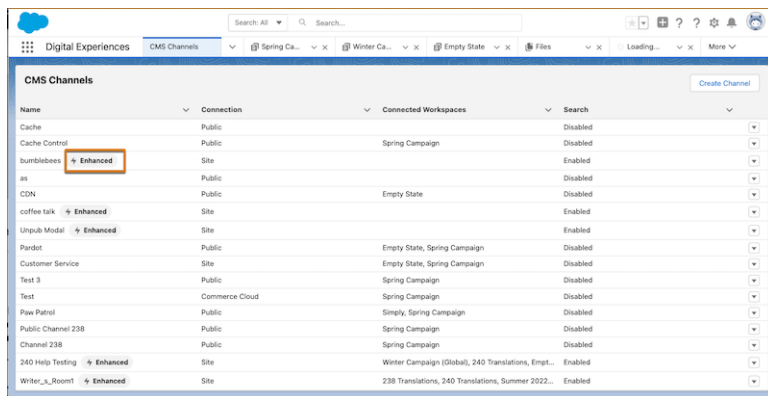 Search: All Search...
Digital Experiences CMS Channels Spring Ca... Winter Ca... Empty State Files Loading... More
CMS Channels
Create Channel
Name Connection Connected Workspaces Search
Cache Public Disabled
Cache Control Public Spring Campaign Disabled
bumblebees Enhanced Site Enabled
as Public Disabled
CDN Public Empty State Disabled
coffee talk Enhanced Site Enabled
Unpub Modal Enhanced Site Enabled
Pardot Public Empty State, Spring Campaign Disabled
Customer Service Site Empty State, Spring Campaign Disabled
Test 3 Public Spring Campaign Disabled
Test Commerce Cloud Spring Campaign Disabled
Paw Patrol Public Simply, Spring Campaign Disabled
Public Channel 238 Public Spring Campaign Disabled
Channel 238 Public Spring Campaign Disabled
240 Help Testing Enhanced Site Winter Campaign (Global), 240 Translations, Empt... Enabled
Writer_s_Room1 Enhanced Site 238 Translations, 240 Translations, Summer 2022... Enabled